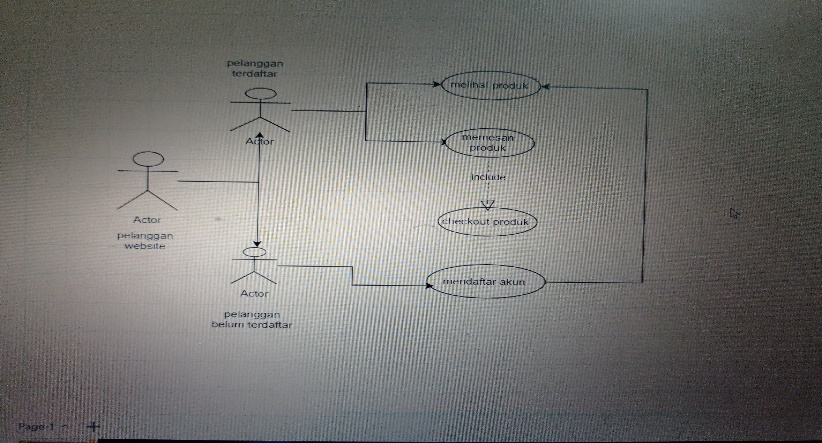 pelanggan
terdaftar
Actor
melihat produk
memesan
produk
include
checkout produk
Actor
pelanggan
website
mendaftar akun
Actor
pelanggan
belum terdaftar
Page-1